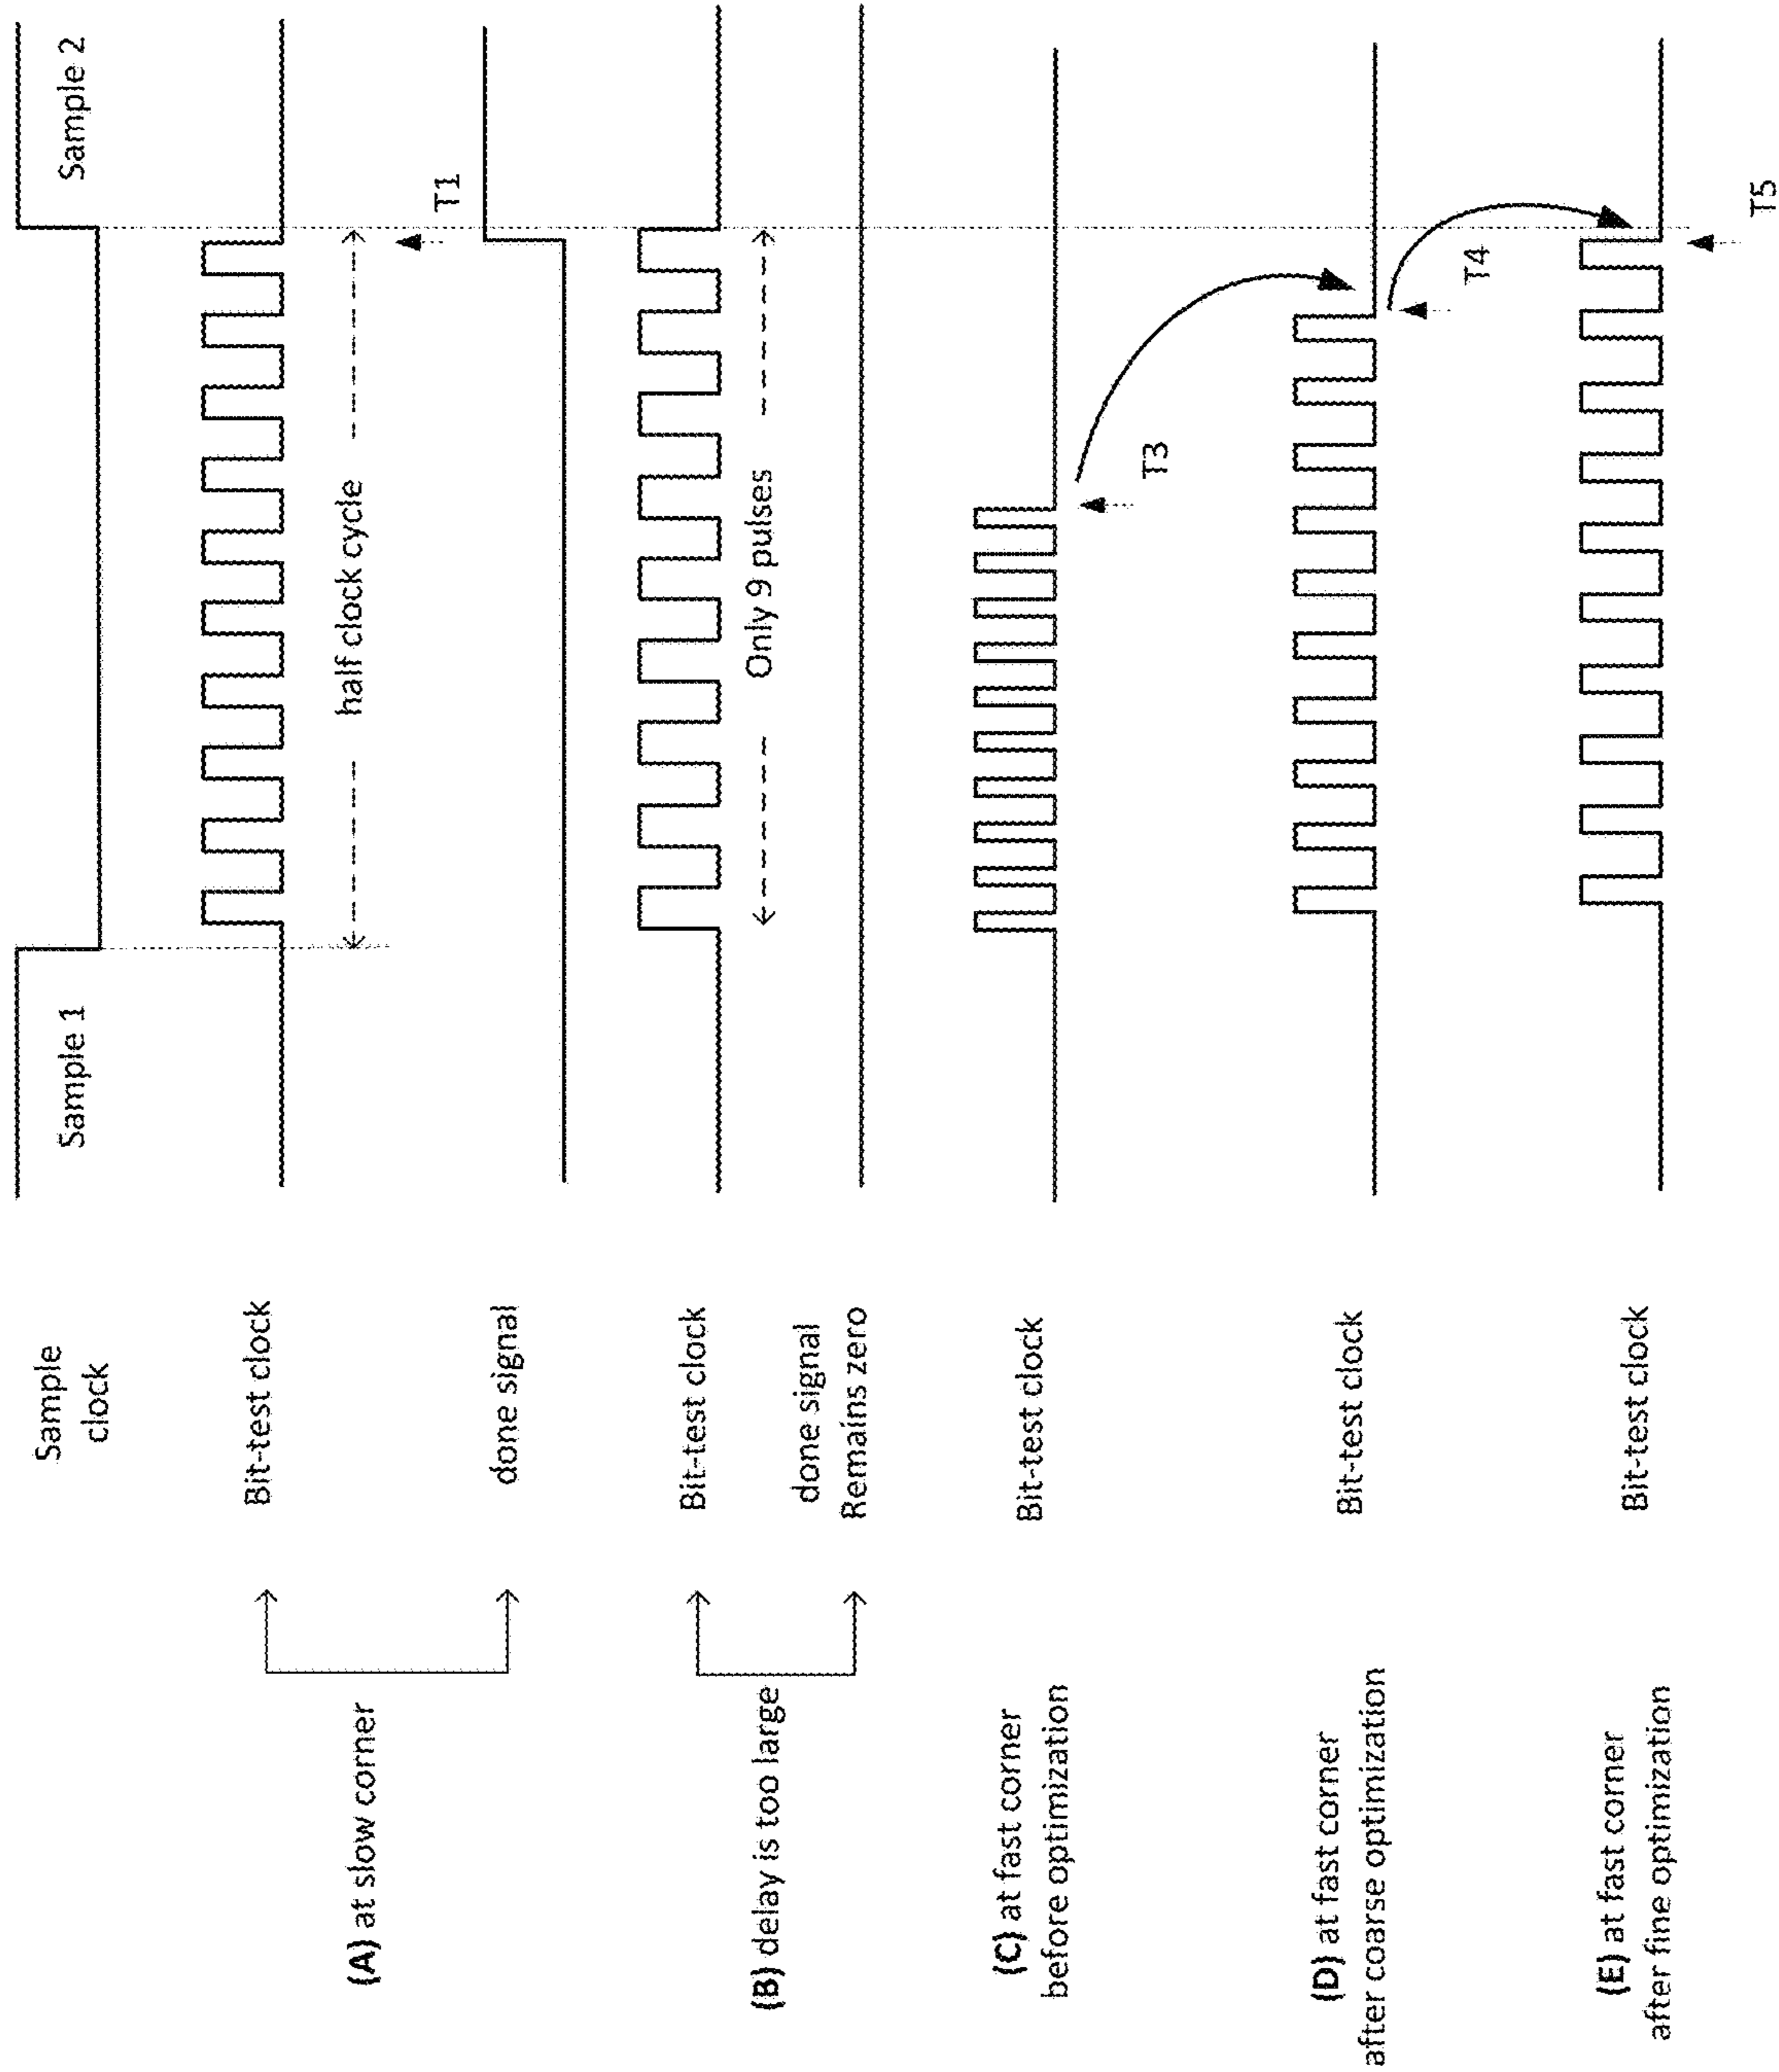 Sample
clock
Sample 1
Sample 2
(A) at slow corner
Bit-test clock
half clock cycle
T1
done signal
(B) delay is too large
Bit-test clock
Only 9 pulses
done signal
Remains zero
(C) at fast corner
before optimization
Bit-test clock
T3
(D) at fast corner
after coarse optimization
Bit-test clock
T4
(E) at fast corner
after fine optimization
Bit-test clock
T5